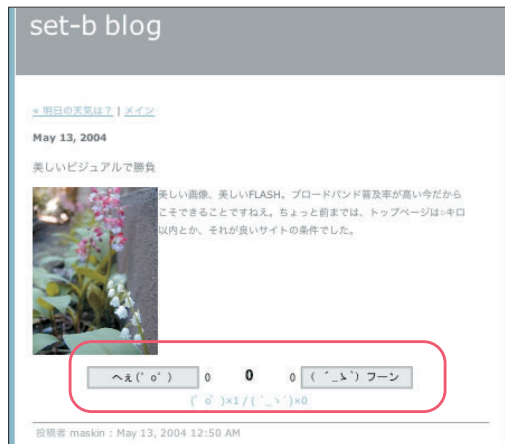 set-b blog
« 明日の天気は？ | メイン
May 13, 2004
美しいビジュアルで勝負
美しい画像、美しいFLASH。ブロードバンド普及率が高い今だから
こそできることですねえ。ちょっと前までは、トップページは○キロ
以内とか、それが良いサイトの条件でした。
へぇ(ﾟoﾟ) 0 0 0 ( ´_ゝ`) フーン
(ﾟoﾟ)×1 / ( ´_ゝ`)×0
投稿者 maskin : May 13, 2004 12:50 AM